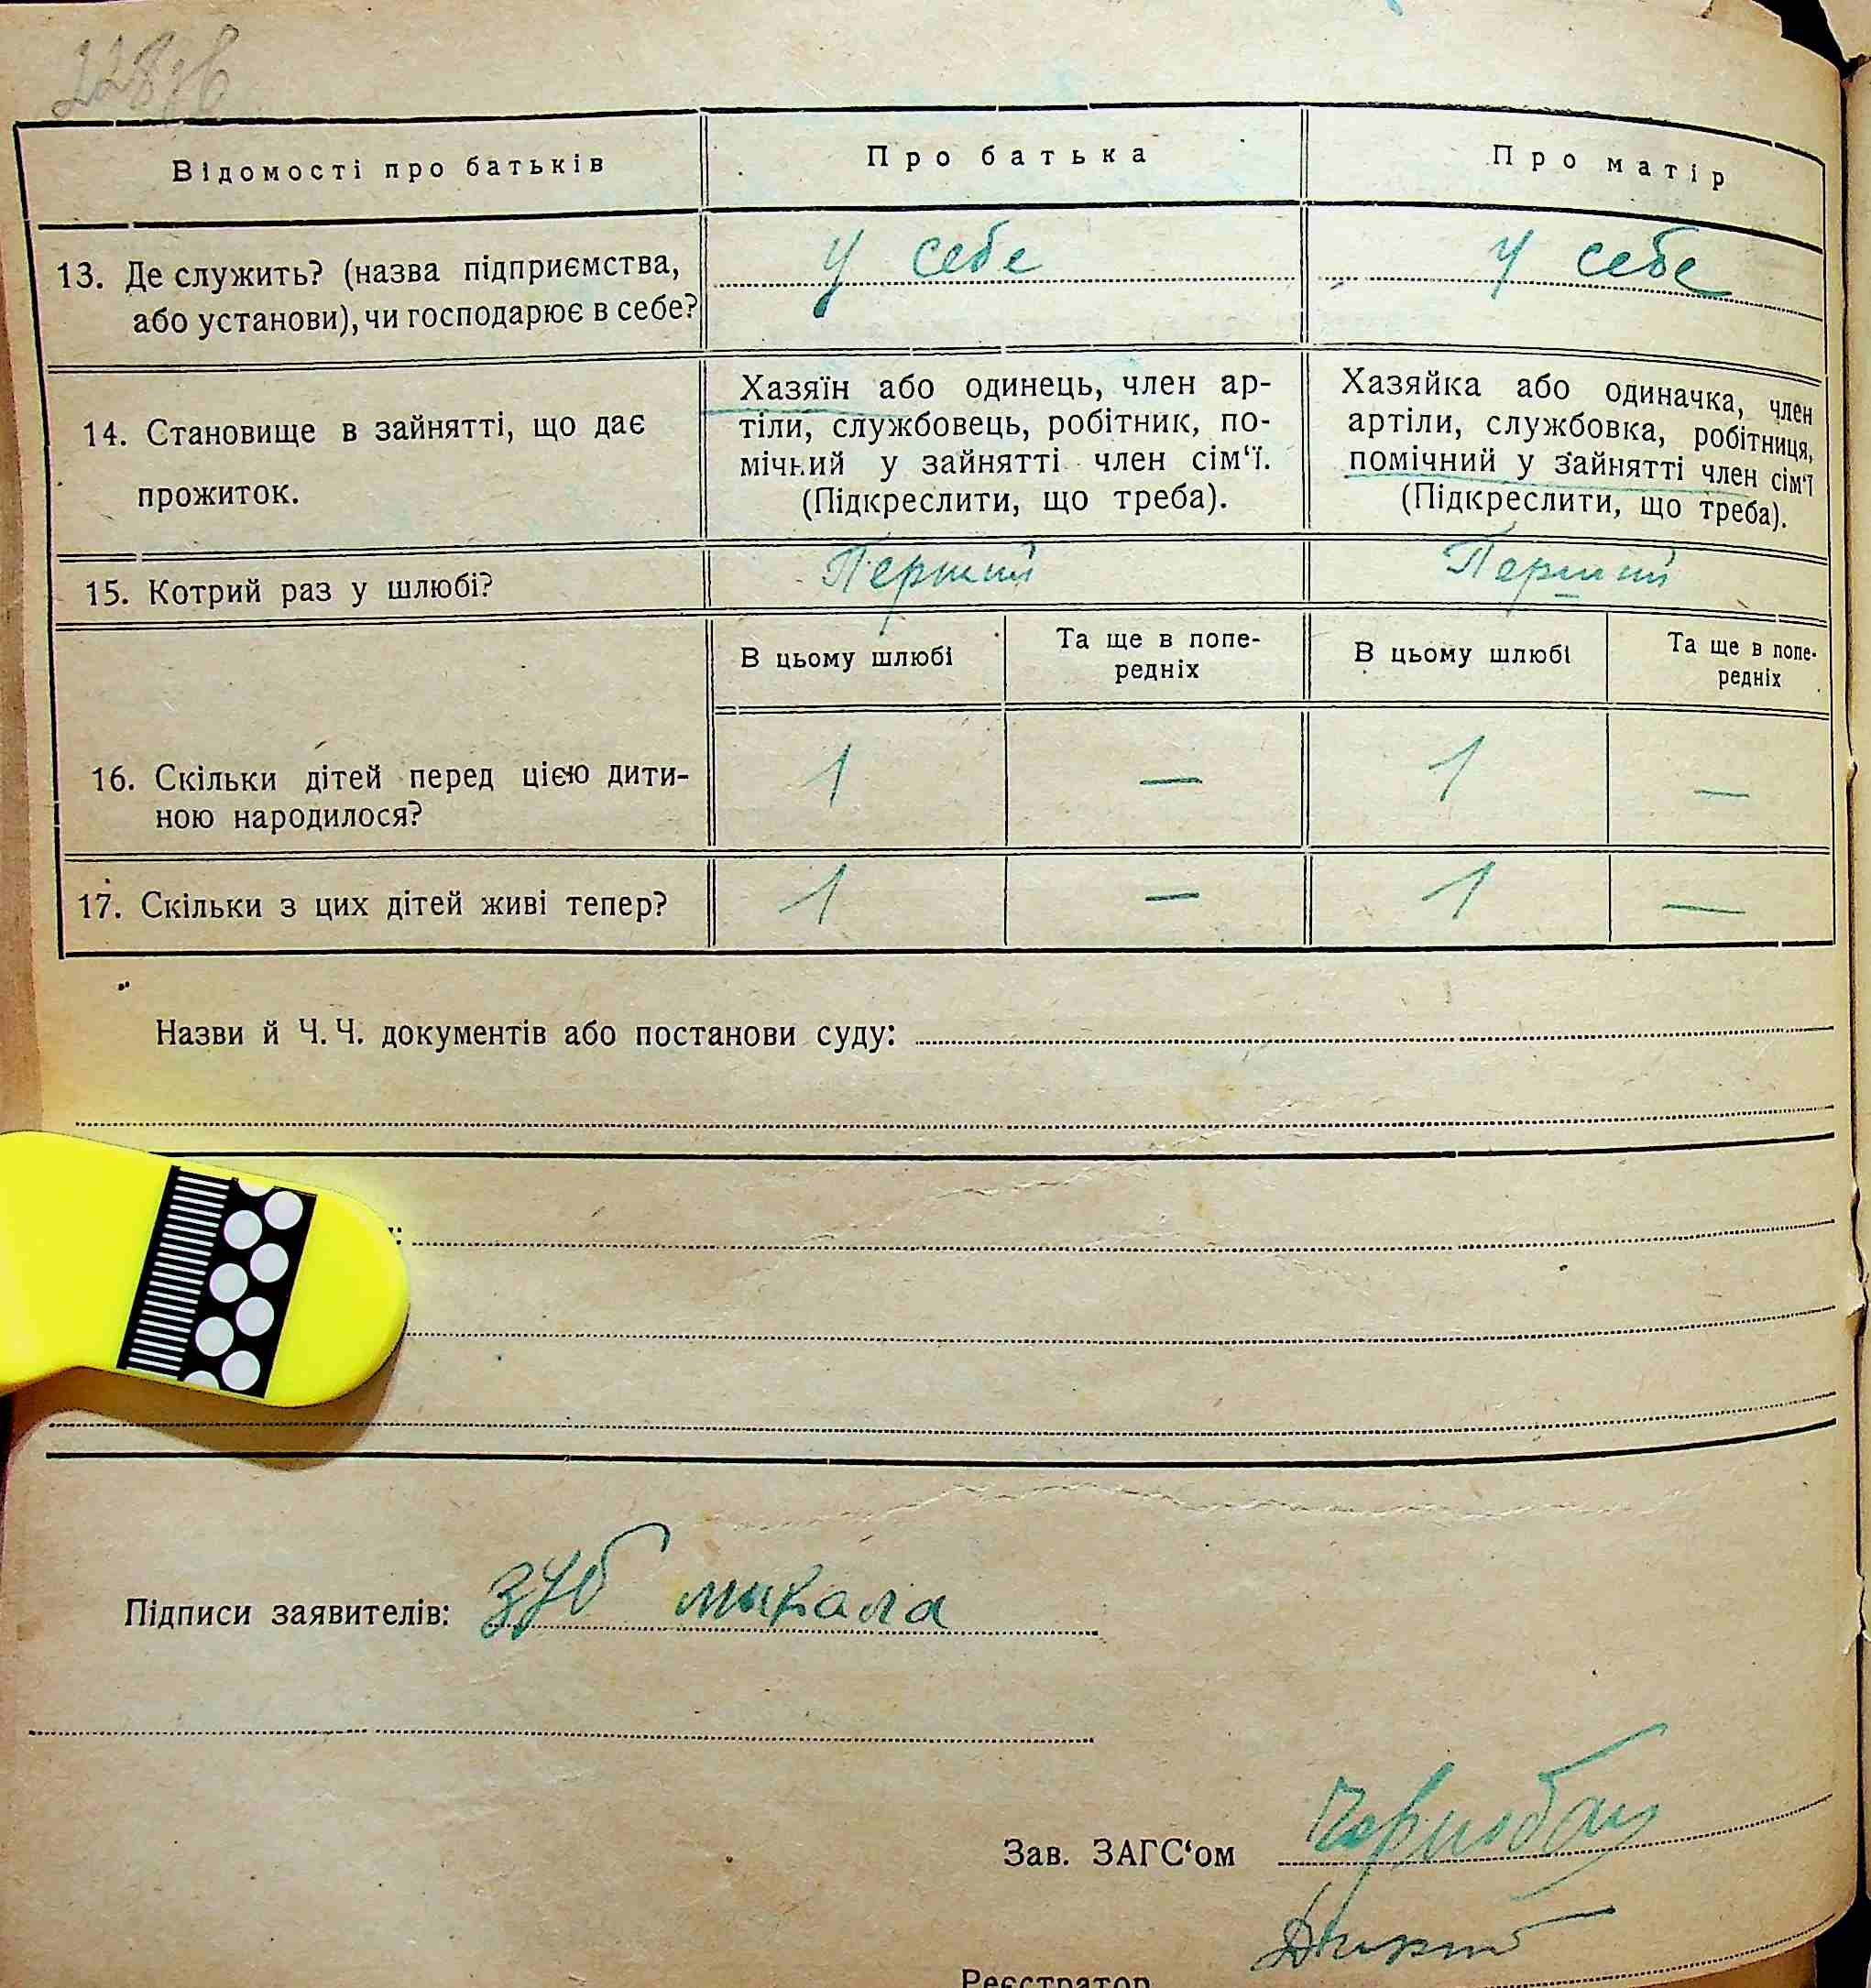 Відомості про батьків
Про батька
Про матір
13. Де служить? (назва підприємства,
або установи), чи господарює в себе?
У себе
У себе
14. Становище в зайнятті, що дає
прожиток.
Хазяїн або одинець, член ар-
тіли, службовець, робітник, по-
мічний у зайнятті член сім‘ї.
(Підкреслити, що треба).
Хазяйка або одиначка, член
артіли, службовка, робітниця,
помічний у зайнятті член сім‘ї
(Підкреслити, що треба).
15. Котрий раз у шлюбі?
Перший
Перший
В цьому шлюбі
Та ще в попе-
редніх
В цьому шлюбі
Та ще в попе-
редніх
16. Скільки дітей перед цією дити-
ною народилося?
1
—
1
—
17. Скільки з цих дітей живі тепер?
1
—
1
—
Назви й Ч. Ч. документів або постанови суду:
Підписи заявителів: Зуб микала
Зав. ЗАГС‘ом
Реєстратор